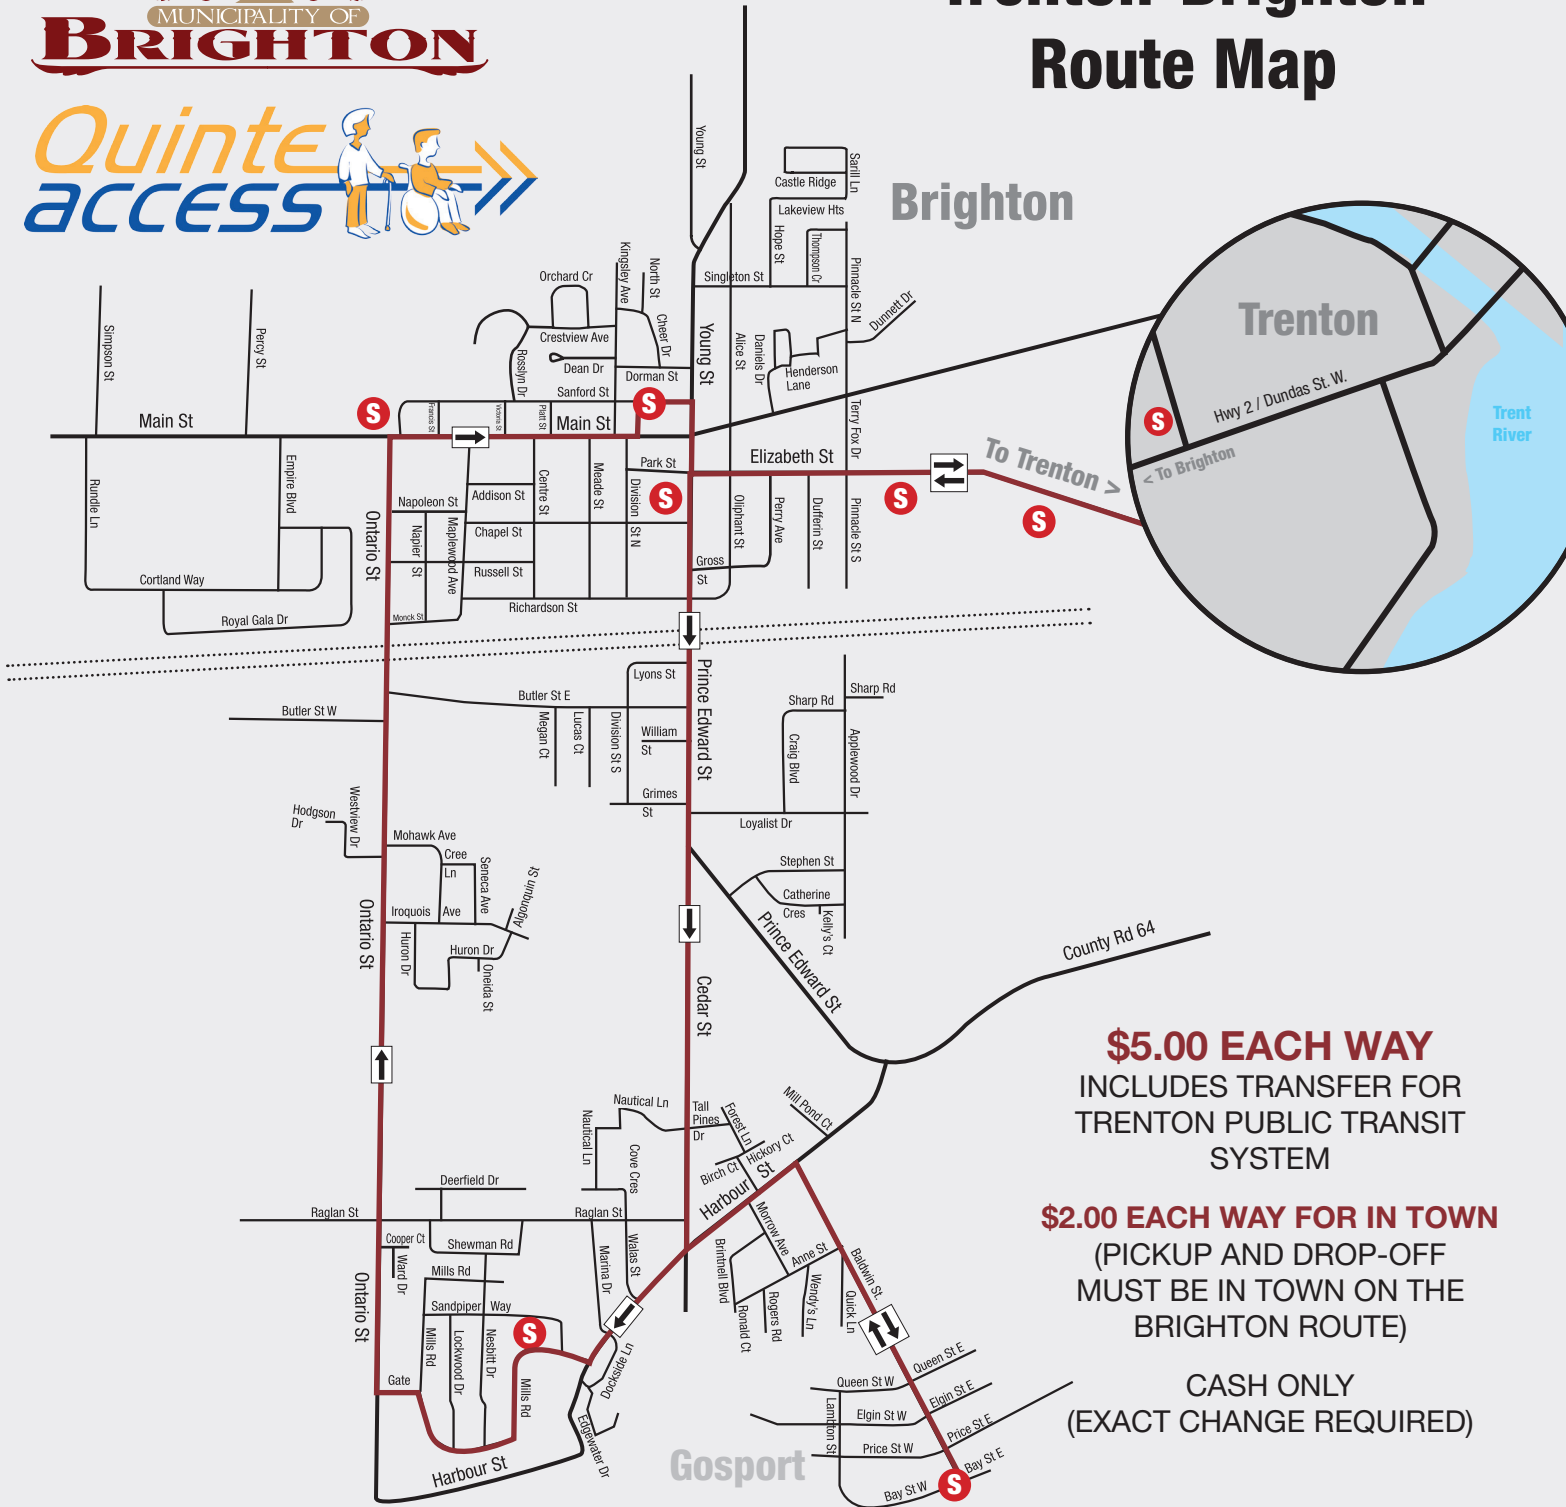 MUNICIPALITY OF
BRIGHTON
Trenton-Brighton
Route Map
Quinte
access
Brighton
Young St
Castle Ridge
Sarill Ln
Lakeview Hts
Hope St
Thompson Cr
Pinnacle St N
Singleton St
Dunnett Dr
Kingsley Ave
North St
Orchard Cr
Cheer Dr
Crestview Ave
Rosslyn Dr
Dean Dr
Dorman St
Sanford St
Young St
Alice St
Daniels Dr
Henderson
Lane
Simpson St
Percy St
Trenton
Hwy 2 / Dundas St. W.
Trent
River
< To Brighton
S
S
S
Main St
Francis St
Victoria St
Platt St
Main St
Terry Fox Dr
Elizabeth St
To Trenton >
Park St
S
S
S
Rundle Ln
Empire Blvd
Ontario St
Napoleon St
Addison St
Centre St
Meade St
Division
St N
Oliphant St
Perry Ave
Dufferin St
Pinnacle St S
Napier
St
Maplewood Ave
Chapel St
Russell St
Gross
St
Cortland Way
Royal Gala Dr
Monck St
Richardson St
Lyons St
Prince Edward St
Butler St E
Butler St W
Megan Ct
Lucas Ct
Division St S
William
St
Grimes
St
Sharp Rd
Sharp Rd
Craig Blvd
Applewood Dr
Loyalist Dr
Hodgson
Dr
Westview Dr
Mohawk Ave
Cree
Ln
Seneca Ave
Algonquin St
Iroquois
Ave
Ontario St
Huron Dr
Huron Dr
Oneida St
Stephen St
Catherine
Cres
Kelly's Ct
Prince Edward St
County Rd 64
Cedar St
$5.00 EACH WAY
INCLUDES TRANSFER FOR
TRENTON PUBLIC TRANSIT
SYSTEM
$2.00 EACH WAY FOR IN TOWN
(PICKUP AND DROP-OFF
MUST BE IN TOWN ON THE
BRIGHTON ROUTE)
CASH ONLY
(EXACT CHANGE REQUIRED)
Nautical Ln
Nautical Ln
Tall
Pines
Dr
Forest Ln
Mill Pond Ct
Hickory Ct
Birch Ct
Cove Cres
Harbour St
Deerfield Dr
Raglan St
Raglan St
Cooper Ct
Ward Dr
Shewman Rd
Mills Rd
Marina Dr
Walas St
Morrow Ave
Brintnell Blvd
Anne St
Baldwin St.
Ronald Ct
Rogers Rd
Wendy's Ln
Quick Ln
Ontario St
Sandpiper Way
S
Mills Rd
Lockwood Dr
Nesbitt Dr
Mills Rd
Gate
Dockside Ln
Edgewater Dr
Harbour St
Queen St W
Queen St E
Lambton St
Elgin St W
Elgin St E
Price St W
Price St E
Bay St W
Bay St E
S
Gosport